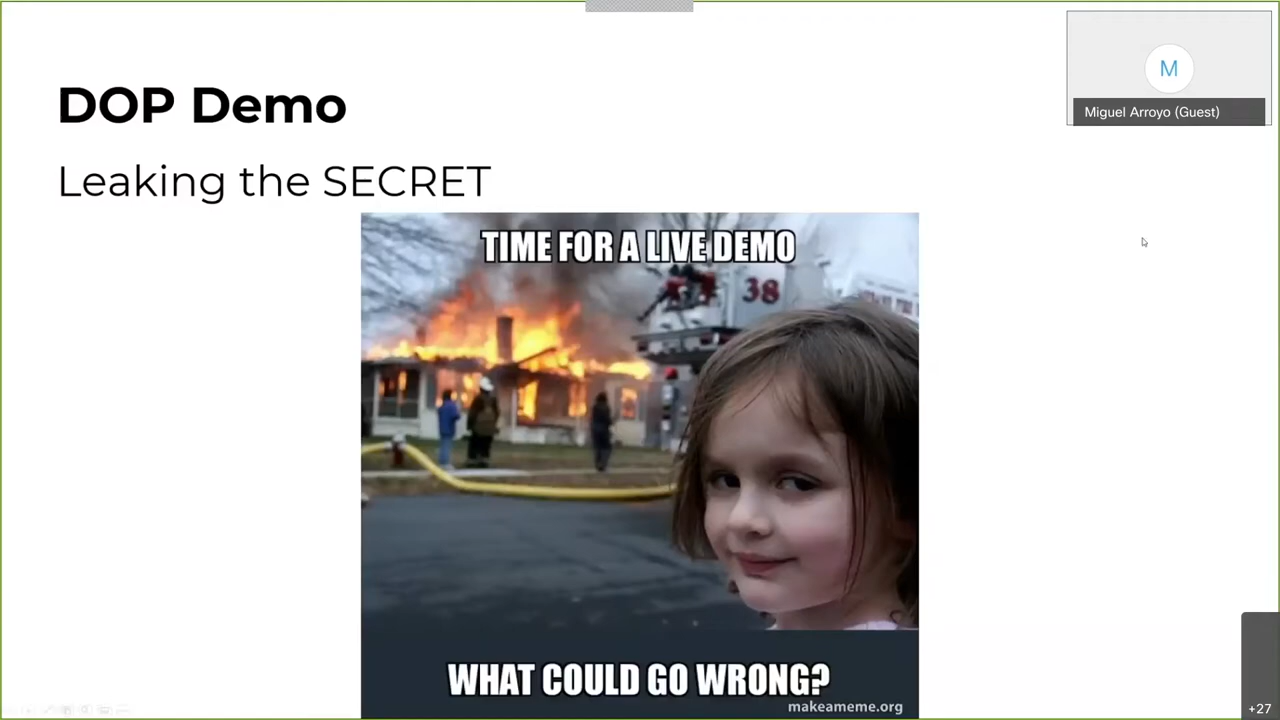 DOP Demo
Leaking the SECRET
M
Miguel Arroyo (Guest)
TIME FOR A LIVE DEMO
38
WHAT COULD GO WRONG?
makeameme.org
+27